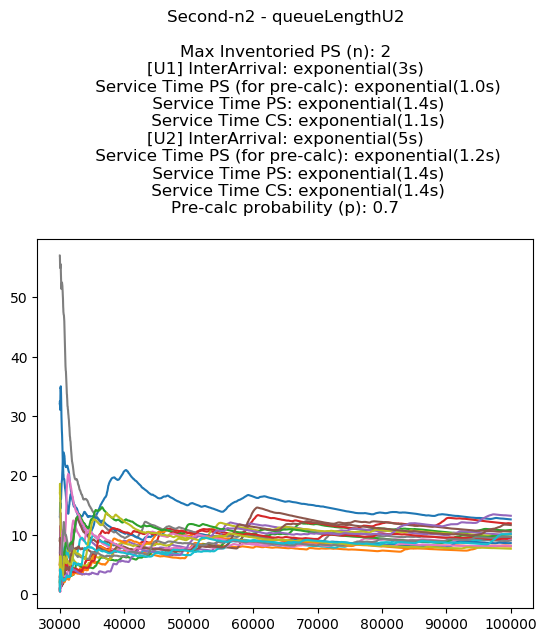 Second-n2 - queueLengthU2
Max Inventoried PS (n): 2
[U1] InterArrival: exponential(3s)
Service Time PS (for pre-calc): exponential(1.0s)
Service Time PS: exponential(1.4s)
Service Time CS: exponential(1.1s)
[U2] InterArrival: exponential(5s)
Service Time PS (for pre-calc): exponential(1.2s)
Service Time PS: exponential(1.4s)
Service Time CS: exponential(1.4s)
Pre-calc probability (p): 0.7
50
40
30
20
10
0
30000 40000 50000 60000 70000 80000 90000 100000